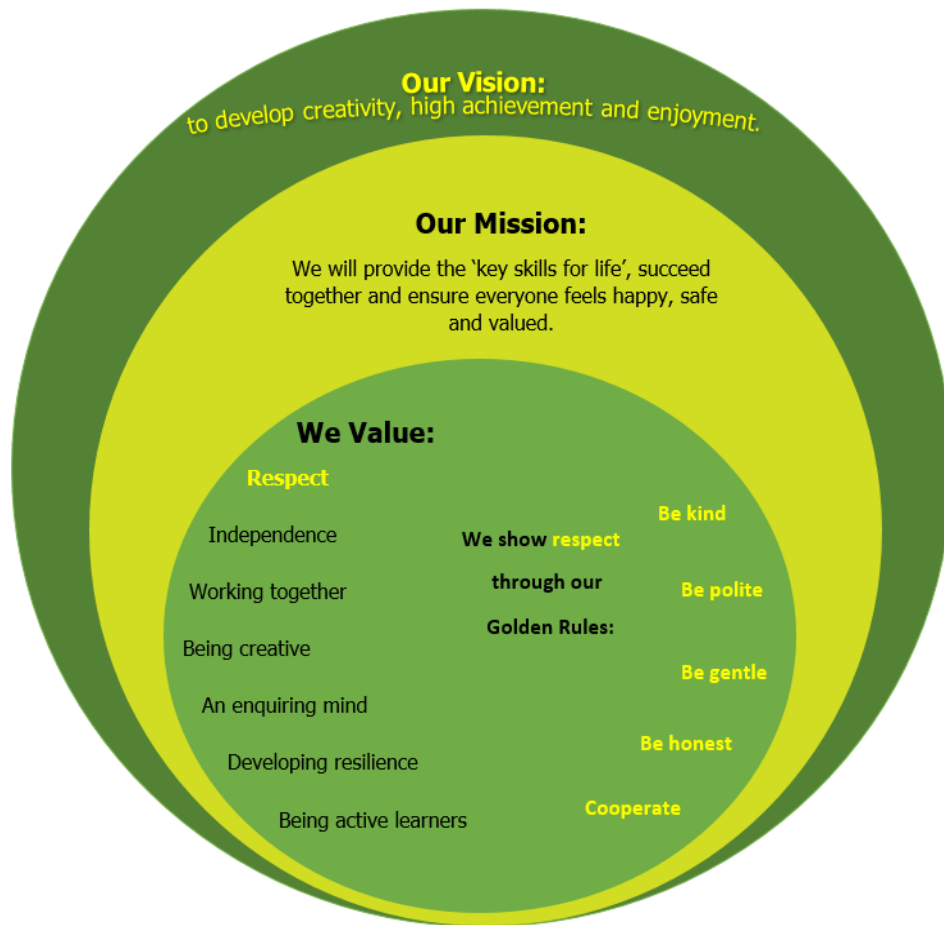 Our Vision:
to develop creativity, high achievement and enjoyment.
Our Mission:
We will provide the ‘key skills for life’, succeed
together and ensure everyone feels happy, safe
and valued.
We Value:
Respect
Independence
Working together
Being creative
An enquiring mind
Developing resilience
Being active learners
We show respect
through our
Golden Rules:
Be kind
Be polite
Be gentle
Be honest
Cooperate